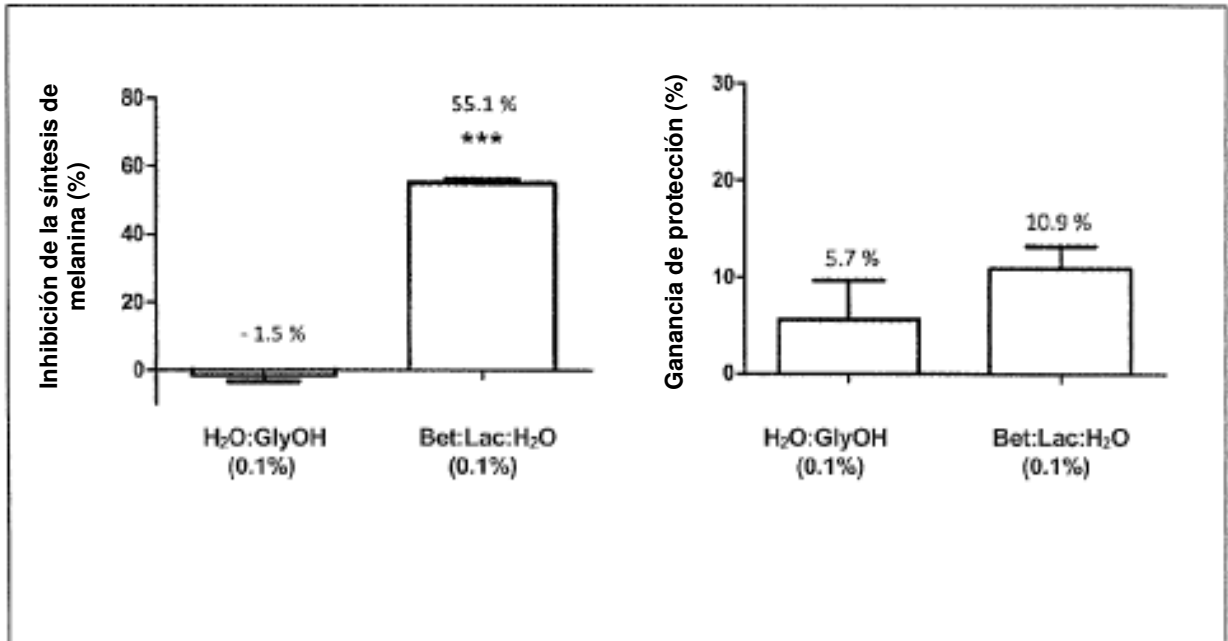 Inhibición de la síntesis de
melanina (%)
80
60
40
20
0
55.1 %
***
- 1.5 %
H₂O:GlyOH
(0.1%)
Bet:Lac:H₂O
(0.1%)
Ganancia de protección (%)
30
20
10
0
5.7 %
10.9 %
H₂O:GlyOH
(0.1%)
Bet:Lac:H₂O
(0.1%)